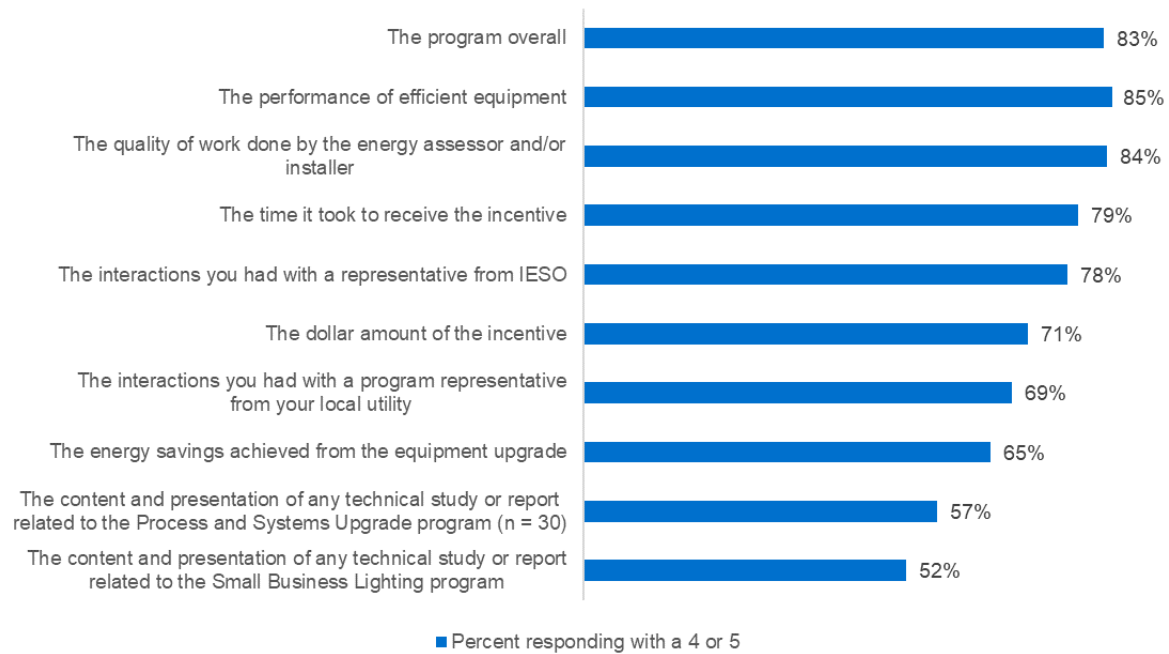 The program overall
83%
The performance of efficient equipment
85%
The quality of work done by the energy assessor and/or
installer
84%
The time it took to receive the incentive
79%
The interactions you had with a representative from IESO
78%
The dollar amount of the incentive
71%
The interactions you had with a program representative
from your local utility
69%
The energy savings achieved from the equipment upgrade
65%
The content and presentation of any technical study or report
related to the Process and Systems Upgrade program (n = 30)
57%
The content and presentation of any technical study or report
related to the Small Business Lighting program
52%
Percent responding with a 4 or 5